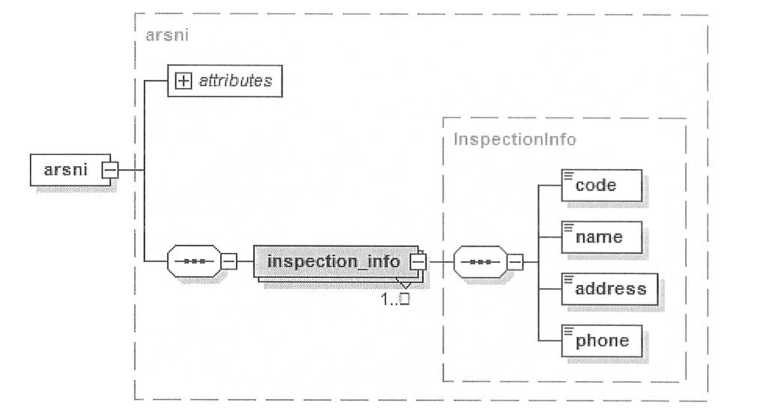 arsni
attributes
InspectionInfo
arsni
code
name
inspection_info
address
1..□
phone